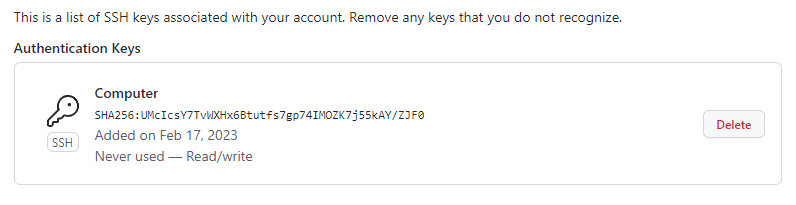 This is a list of SSH keys associated with your account. Remove any keys that you do not recognize.
Authentication Keys
Computer
SHA256:UMcIcsY7TvWXHx6Btutfs7gp74IMOZK7j55kAY/ZJF0
SSH
Added on Feb 17, 2023
Never used — Read/write
Delete